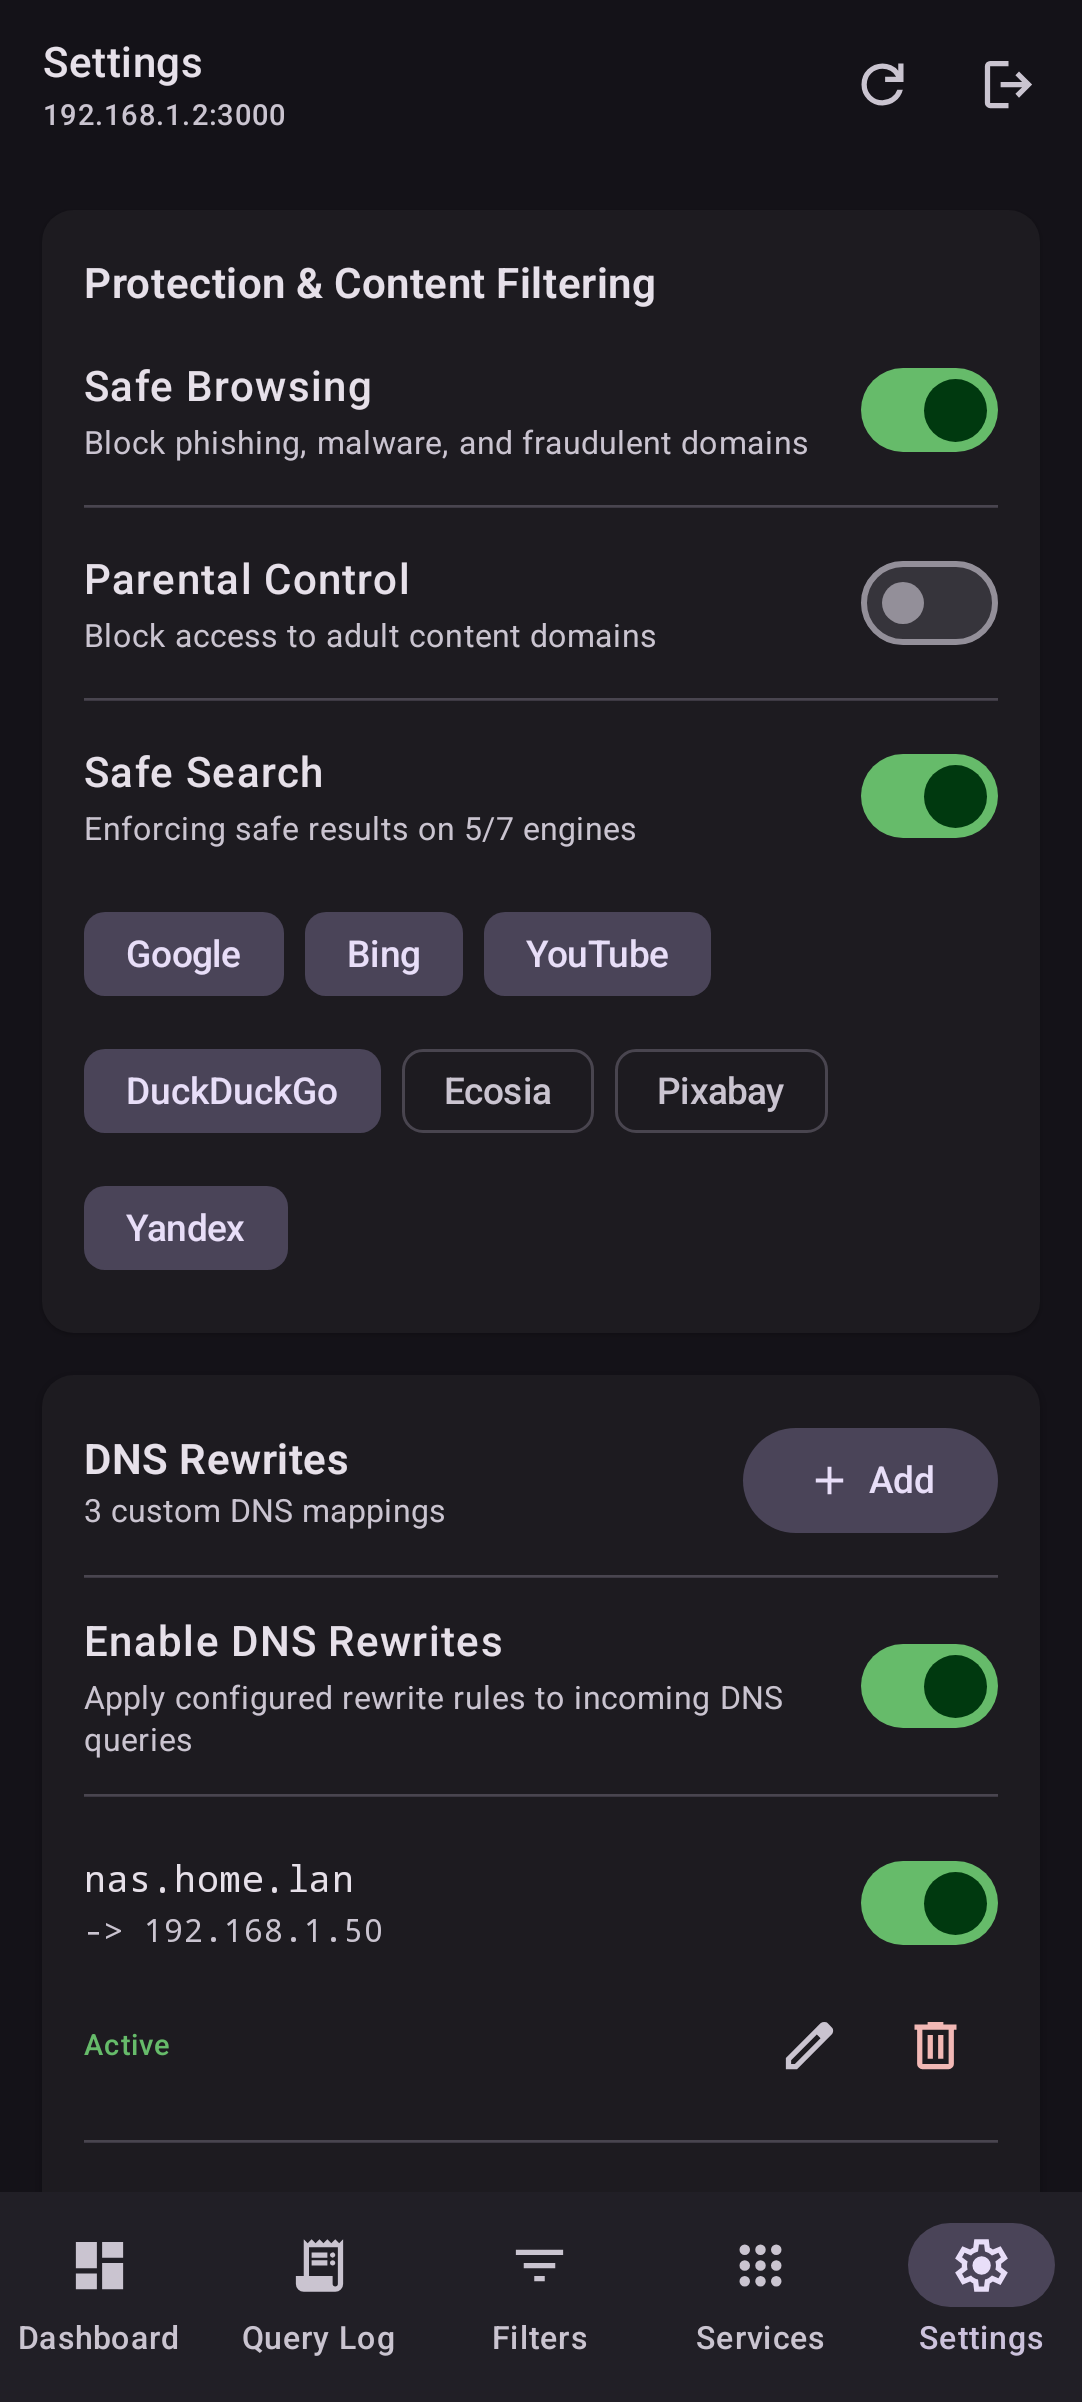 Settings
192.168.1.2:3000
Protection & Content Filtering
Safe Browsing
Block phishing, malware, and fraudulent domains
Parental Control
Block access to adult content domains
Safe Search
Enforcing safe results on 5/7 engines
Google Bing YouTube
DuckDuckGo Ecosia Pixabay
Yandex
DNS Rewrites
3 custom DNS mappings
Add
Enable DNS Rewrites
Apply configured rewrite rules to incoming DNS
queries
nas.home.lan
-> 192.168.1.50
Active
Dashboard Query Log Filters Services Settings